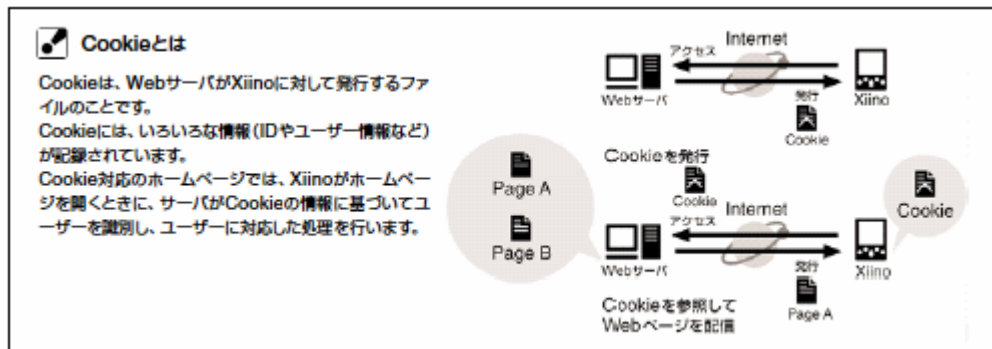 Cookieとは
Cookieは、WebサーバがXiinoに対して発行するファ
イルのことです。
Cookieには、いろいろな情報(IDやユーザー情報など)
が記録されています。
Cookie対応のホームページでは、Xiinoがホームペー
ジを開くときに、サーバがCookieの情報に基づいてユ
ーザーを識別し、ユーザーに対応した処理を行います。
Internet
アクセス
Webサーバ
Xiino
発行
Cookie
Cookieを発行
Page A
Page B
Cookie
アクセス
Internet
Cookie
Webサーバ
Xiino
発行
Page A
Cookieを参照して
Webページを配信